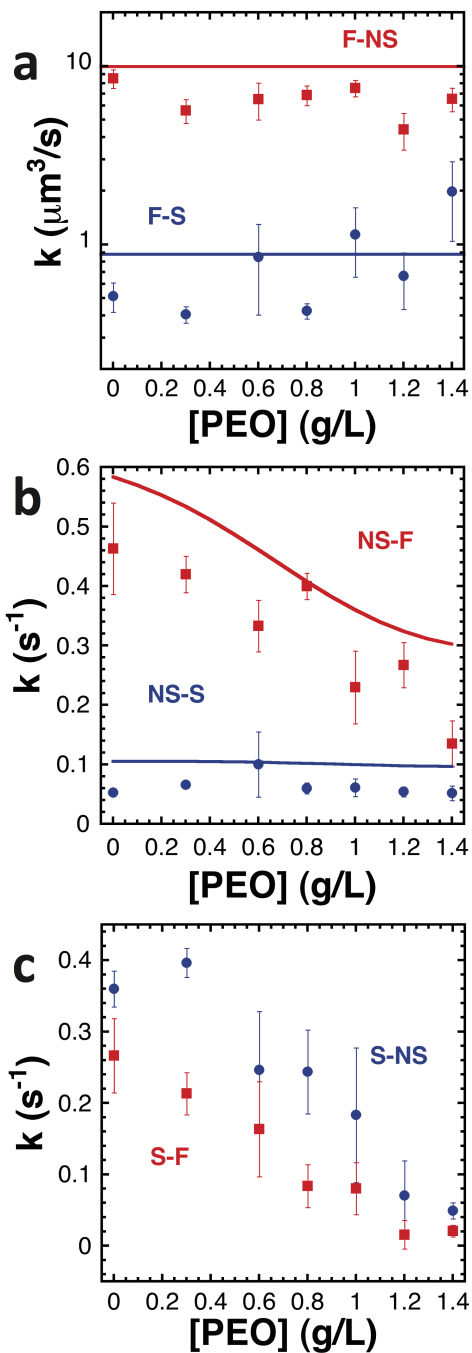 a
F-NS
10
F-S
1
k (μm³/s)
0 0.2 0.4 0.6 0.8 1 1.2 1.4
[PEO] (g/L)
b
0.6
NS-F
0.5
0.4
0.3
NS-S
0.2
0.1
0
k (s⁻¹)
0 0.2 0.4 0.6 0.8 1 1.2 1.4
[PEO] (g/L)
c
0.4
0.3
S-NS
0.2
S-F
0.1
0
k (s⁻¹)
0 0.2 0.4 0.6 0.8 1 1.2 1.4
[PEO] (g/L)